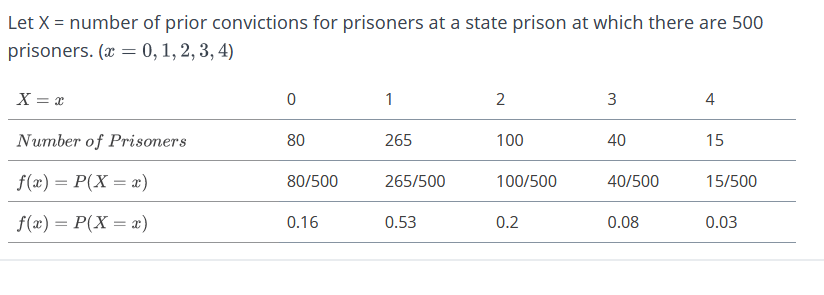 Let X = number of prior convictions for prisoners at a state prison at which there are 500
prisoners. (x = 0, 1, 2, 3, 4)
X = x 0 1 2 3 4
Number of Prisoners 80 265 100 40 15
f(x) = P(X = x) 80/500 265/500 100/500 40/500 15/500
f(x) = P(X = x) 0.16 0.53 0.2 0.08 0.03